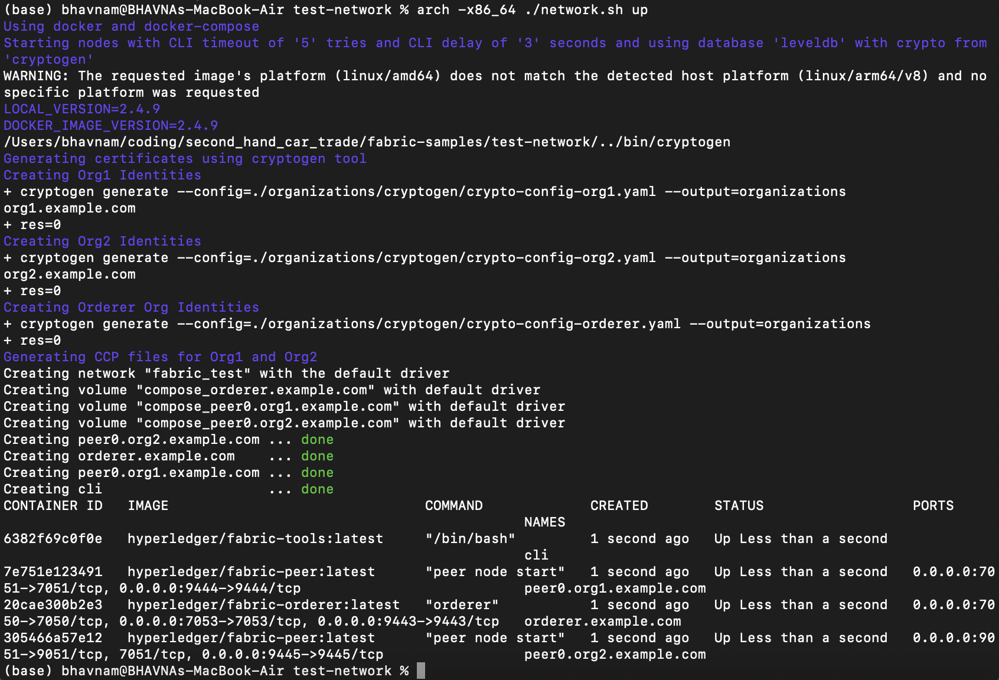 (base) bhavnam@BHAVNAs-MacBook-Air test-network % arch -x86_64 ./network.sh up
Using docker and docker-compose
Starting nodes with CLI timeout of '5' tries and CLI delay of '3' seconds and using database 'leveldb' with crypto from
'cryptogen'
WARNING: The requested image's platform (linux/amd64) does not match the detected host platform (linux/arm64/v8) and no
specific platform was requested
LOCAL_VERSION=2.4.9
DOCKER_IMAGE_VERSION=2.4.9
/Users/bhavnam/coding/second_hand_car_trade/fabric-samples/test-network/../bin/cryptogen
Generating certificates using cryptogen tool
Creating Org1 Identities
+ cryptogen generate --config=./organizations/cryptogen/crypto-config-org1.yaml --output=organizations
org1.example.com
+ res=0
Creating Org2 Identities
+ cryptogen generate --config=./organizations/cryptogen/crypto-config-org2.yaml --output=organizations
org2.example.com
+ res=0
Creating Orderer Org Identities
+ cryptogen generate --config=./organizations/cryptogen/crypto-config-orderer.yaml --output=organizations
+ res=0
Generating CCP files for Org1 and Org2
Creating network "fabric_test" with the default driver
Creating volume "compose_orderer.example.com" with default driver
Creating volume "compose_peer0.org1.example.com" with default driver
Creating volume "compose_peer0.org2.example.com" with default driver
Creating peer0.org2.example.com ... done
Creating orderer.example.com    ... done
Creating peer0.org1.example.com ... done
Creating cli                    ... done
CONTAINER ID   IMAGE                               COMMAND             CREATED        STATUS                  PORTS
                                                               NAMES
6382f69c0f0e   hyperledger/fabric-tools:latest     "/bin/bash"         1 second ago   Up Less than a second
                                                               cli
7e751e123491   hyperledger/fabric-peer:latest      "peer node start"   1 second ago   Up Less than a second   0.0.0.0:70
51->7051/tcp, 0.0.0.0:9444->9444/tcp                           peer0.org1.example.com
20cae300b2e3   hyperledger/fabric-orderer:latest   "orderer"           1 second ago   Up Less than a second   0.0.0.0:70
50->7050/tcp, 0.0.0.0:7053->7053/tcp, 0.0.0.0:9443->9443/tcp   orderer.example.com
305466a57e12   hyperledger/fabric-peer:latest      "peer node start"   1 second ago   Up Less than a second   0.0.0.0:90
51->9051/tcp, 7051/tcp, 0.0.0.0:9445->9445/tcp                 peer0.org2.example.com
(base) bhavnam@BHAVNAs-MacBook-Air test-network %